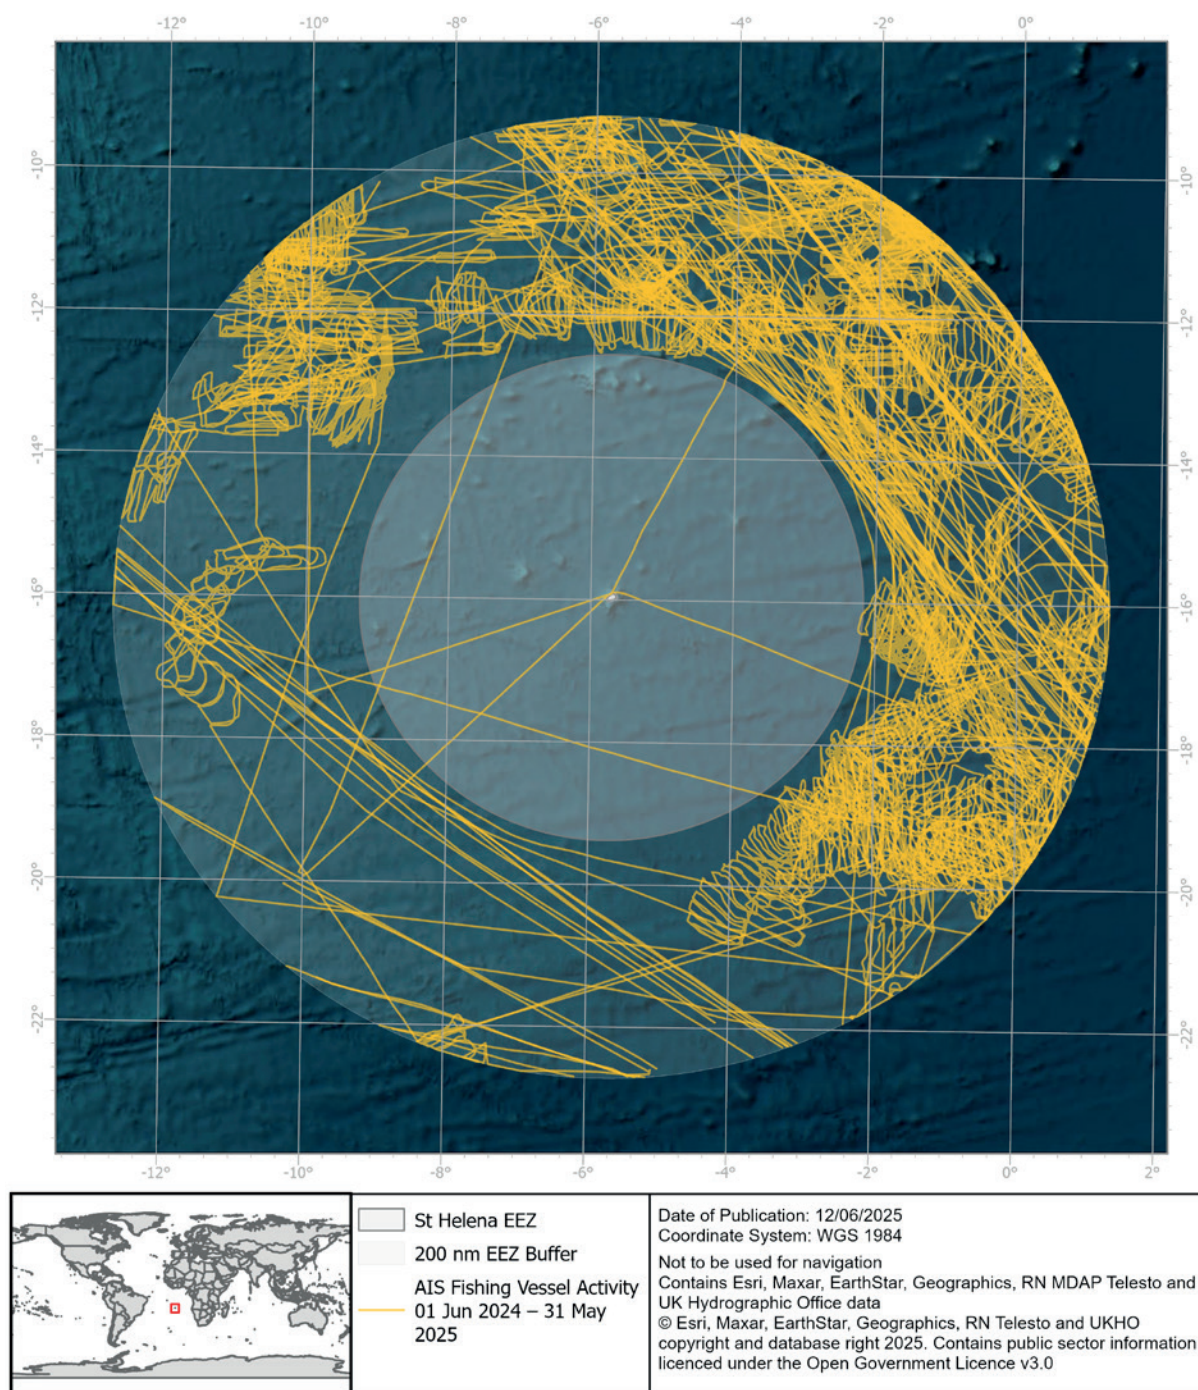 -12° -10° -8° -6° -4° -2° 0°
-10° -10°
-12° -12°
-14° -14°
-16° -16°
-18° -18°
-20° -20°
-22° -22°
-12° -10° -8° -6° -4° -2° 0° 2°
St Helena EEZ
200 nm EEZ Buffer
AIS Fishing Vessel Activity
01 Jun 2024 – 31 May
2025
Date of Publication: 12/06/2025
Coordinate System: WGS 1984
Not to be used for navigation
Contains Esri, Maxar, EarthStar, Geographics, RN MDAP Telesto and
UK Hydrographic Office data
© Esri, Maxar, EarthStar, Geographics, RN Telesto and UKHO
copyright and database right 2025. Contains public sector information
licenced under the Open Government Licence v3.0